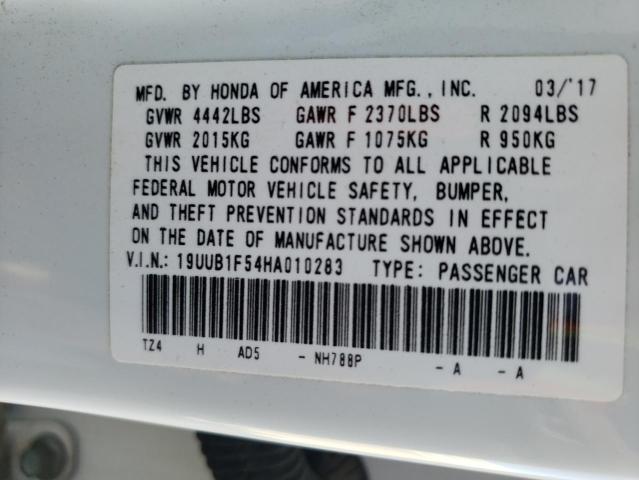 MFD. BY HONDA OF AMERICA MFG., INC. 03/'17
GVWR 4442LBS GAWR F 2370LBS R 2094LBS
GVWR 2015KG GAWR F 1075KG R 950KG
THIS VEHICLE CONFORMS TO ALL APPLICABLE
FEDERAL MOTOR VEHICLE SAFETY, BUMPER,
AND THEFT PREVENTION STANDARDS IN EFFECT
ON THE DATE OF MANUFACTURE SHOWN ABOVE.
V.I.N.: 19UUB1F54HA010283 TYPE: PASSENGER CAR
TZ4 H AD5 - NH788P - A - A